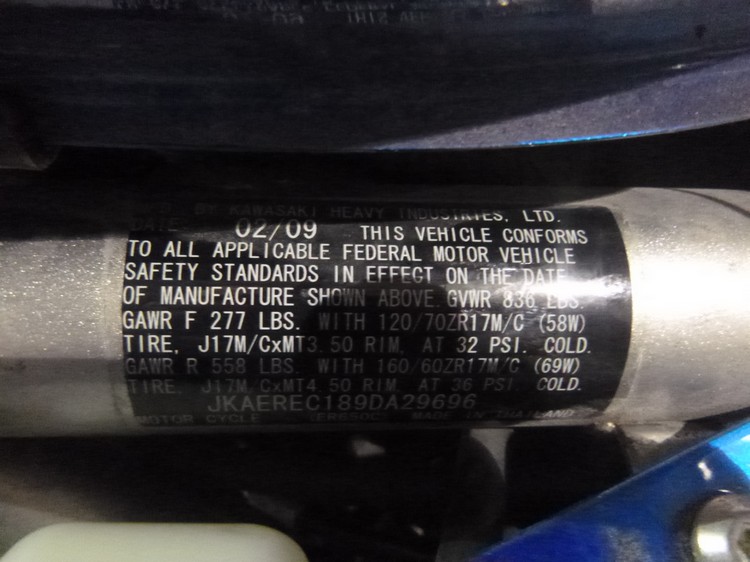 BY KAWASAKI HEAVY INDUSTRIES, LTD.
DATE 02/09 THIS VEHICLE CONFORMS
TO ALL APPLICABLE FEDERAL MOTOR VEHICLE
SAFETY STANDARDS IN EFFECT ON THE DATE
OF MANUFACTURE SHOWN ABOVE. GVWR 836 LBS.
GAWR F 277 LBS. WITH 120/70ZR17M/C (58W)
TIRE, J17M/CxMT3.50 RIM, AT 32 PSI. COLD.
GAWR R 558 LBS. WITH 160/60ZR17M/C (69W)
TIRE, J17M/CxMT4.50 RIM, AT 36 PSI. COLD.
JKAEREC189DA29696
MOTOR CYCLE ER650C MADE IN THAILAND